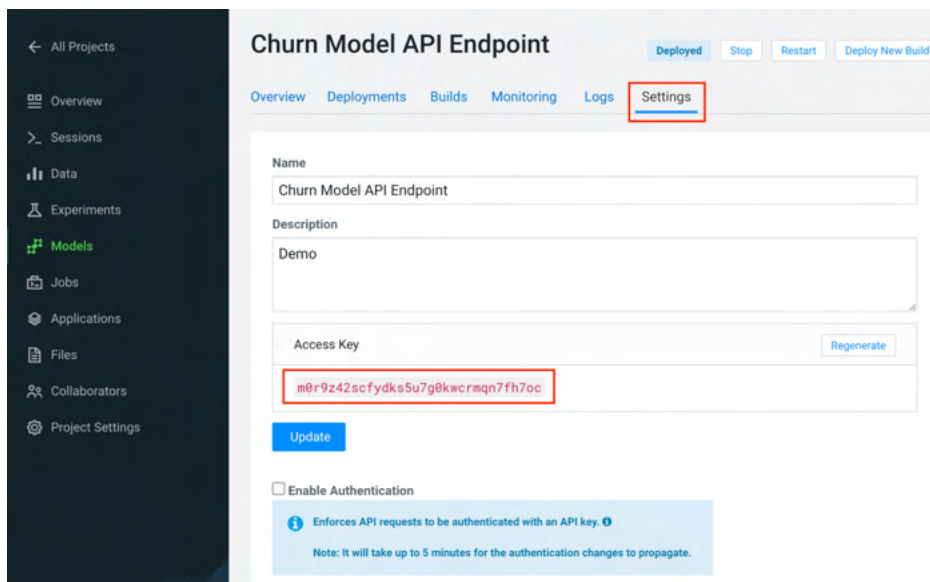 All Projects
Overview
Sessions
Data
Experiments
Models
Jobs
Applications
Files
Collaborators
Project Settings
Churn Model API Endpoint
Deployed Stop Restart Deploy New Build
Overview Deployments Builds Monitoring Logs Settings
Name
Churn Model API Endpoint
Description
Demo
Access Key Regenerate
m0r9z42scfydks5u7g0kwcrmqn7fh7oc
Update
Enable Authentication
Enforces API requests to be authenticated with an API key.
Note: It will take up to 5 minutes for the authentication changes to propagate.